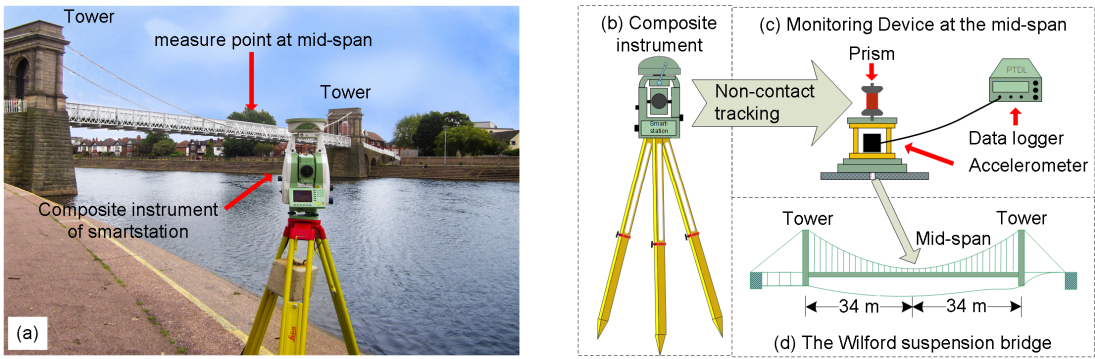 Tower
measure point at mid-span
Tower
Composite instrument
of smartstation
(a)
Leica
(b) Composite
instrument
Smart-
station
Non-contact
tracking
(c) Monitoring Device at the mid-span
Prism
PTDL
Data logger
Accelerometer
Tower
Tower
Mid-span
34 m
34 m
(d) The Wilford suspension bridge